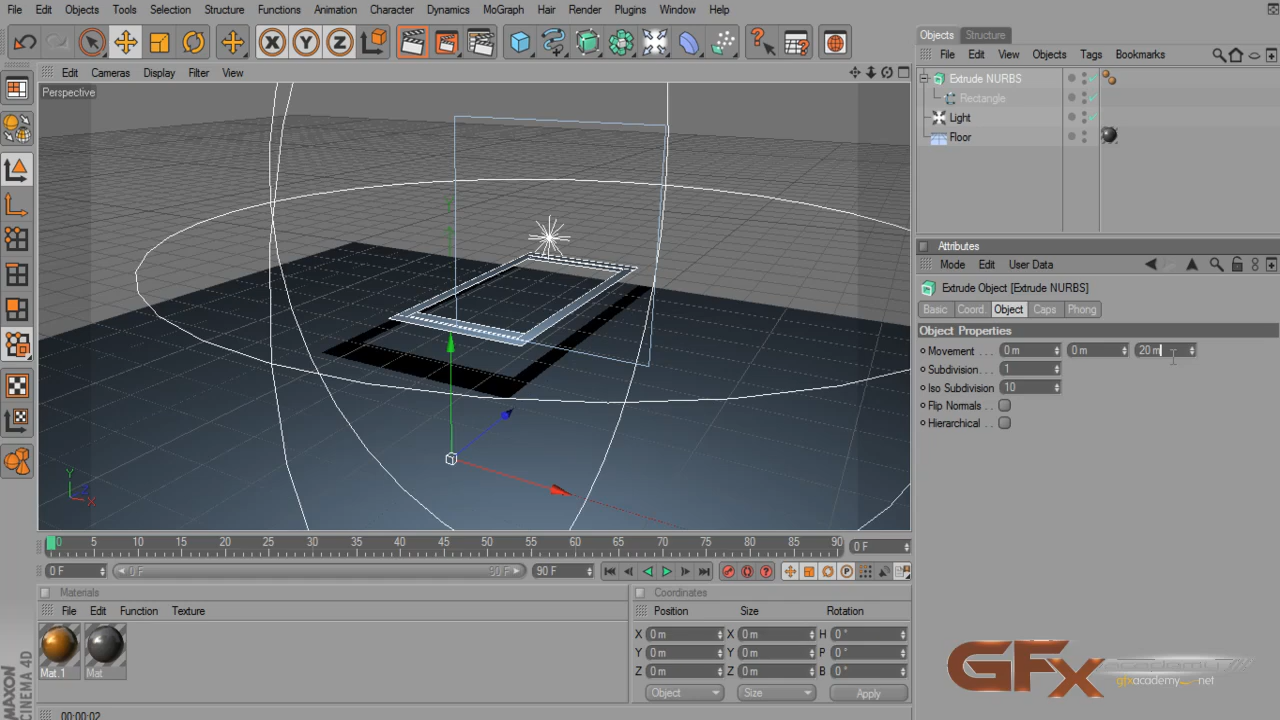 File Edit Objects Tools Selection Structure Functions Animation Character Dynamics MoGraph Hair Render Plugins Window Help
Objects Structure
File Edit View Objects Tags Bookmarks
Extrude NURBS
Rectangle
Light
Floor
Edit Cameras Display Filter View
Perspective
Y
X
Attributes
Mode Edit User Data
Extrude Object [Extrude NURBS]
Basic Coord. Object Caps Phong
Object Properties
Movement . . . 0 m 0 m 20 m
Subdivision. . . 1
Iso Subdivision 10
Flip Normals . .
Hierarchical . .
0 5 10 15 20 25 30 35 40 45 50 55 60 65 70 75 80 85 90 0 F
0 F 0 F 90 F 90 F
Materials
File Edit Function Texture
Mat.1 Mat
Coordinates
Position Size Rotation
X 0 m X 0 m H 0 °
Y 0 m Y 0 m P 0 °
Z 0 m Z 0 m B 0 °
Object Size Apply
MAXON
CINEMA 4D
00:00:02
GFx academy
gfxacademy.net